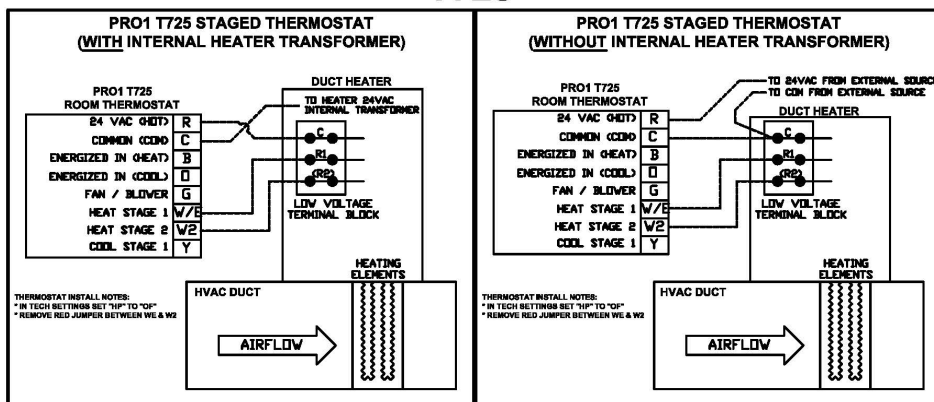 PRO1 T725 STAGED THERMOSTAT
(WITH INTERNAL HEATER TRANSFORMER)
DUCT HEATER
PRO1 T725
ROOM THERMOSTAT
TO HEATER 24VAC
INTERNAL TRANSFORMER
24 VAC (HOT) R
COMMON (COM) C
ENERGIZED IN (HEAT) B
ENERGIZED IN (COOL) O
FAN / BLOWER G
HEAT STAGE 1 W/E
HEAT STAGE 2 W2
COOL STAGE 1 Y
C
R1
(R2)
LOW VOLTAGE
TERMINAL BLOCK
HEATING
ELEMENTS
THERMOSTAT INSTALL NOTES:
* IN TECH SETTINGS SET "HP" TO "OF"
* REMOVE RED JUMPER BETWEEN WE & W2
HVAC DUCT
AIRFLOW
PRO1 T725 STAGED THERMOSTAT
(WITHOUT INTERNAL HEATER TRANSFORMER)
TO 24VAC FROM EXTERNAL SOURCE
TO COM FROM EXTERNAL SOURCE
PRO1 T725
ROOM THERMOSTAT
DUCT HEATER
24 VAC (HOT) R
COMMON (COM) C
ENERGIZED IN (HEAT) B
ENERGIZED IN (COOL) O
FAN / BLOWER G
HEAT STAGE 1 W/E
HEAT STAGE 2 W2
COOL STAGE 1 Y
C
R1
(R2)
LOW VOLTAGE
TERMINAL BLOCK
HEATING
ELEMENTS
THERMOSTAT INSTALL NOTES:
* IN TECH SETTINGS SET "HP" TO "OF"
* REMOVE RED JUMPER BETWEEN WE & W2
HVAC DUCT
AIRFLOW